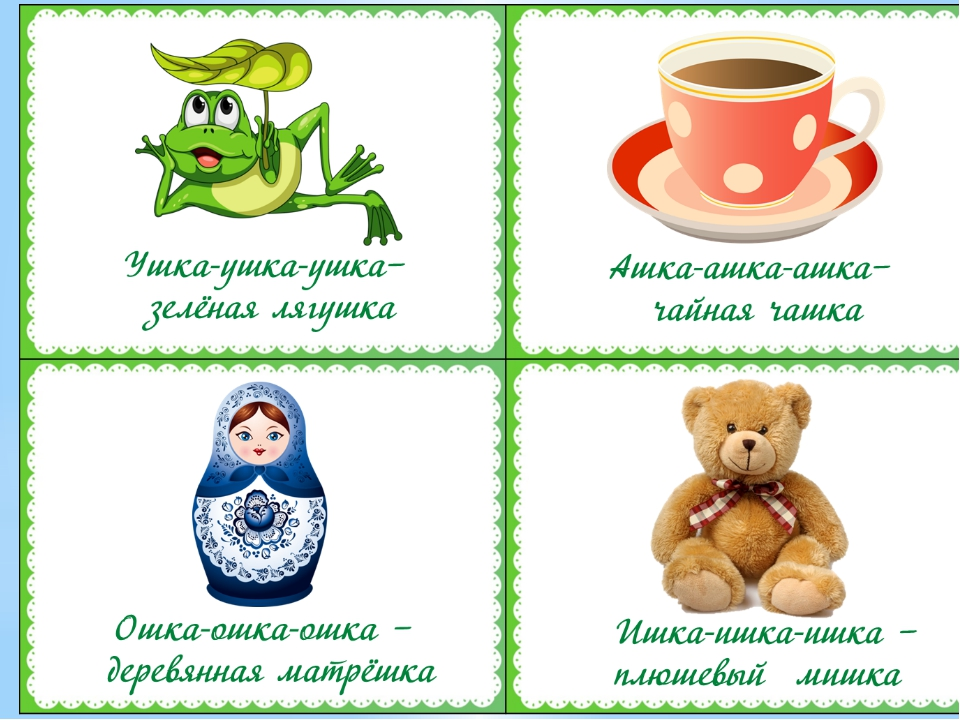 Ушка-ушка-ушка–
зелёная лягушка
Ашка-ашка-ашка–
чайная чашка
Ошка-ошка-ошка –
деревянная матрёшка
Ишка-ишка-ишка –
плюшевый мишка